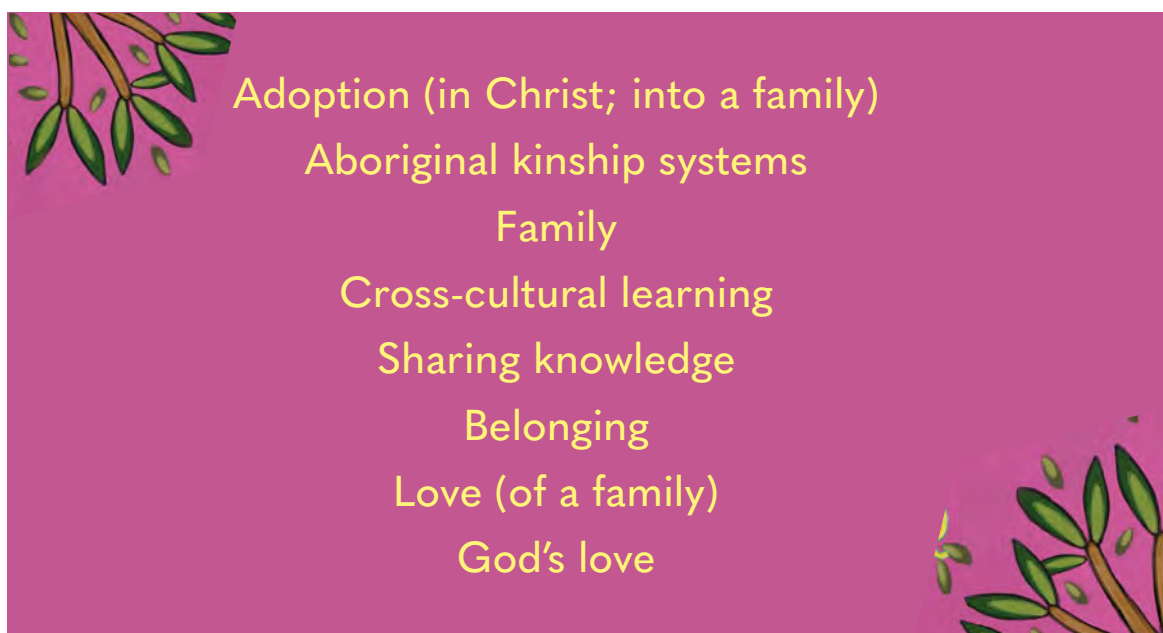 Adoption (in Christ; into a family)
Aboriginal kinship systems
Family
Cross-cultural learning
Sharing knowledge
Belonging
Love (of a family)
God’s love